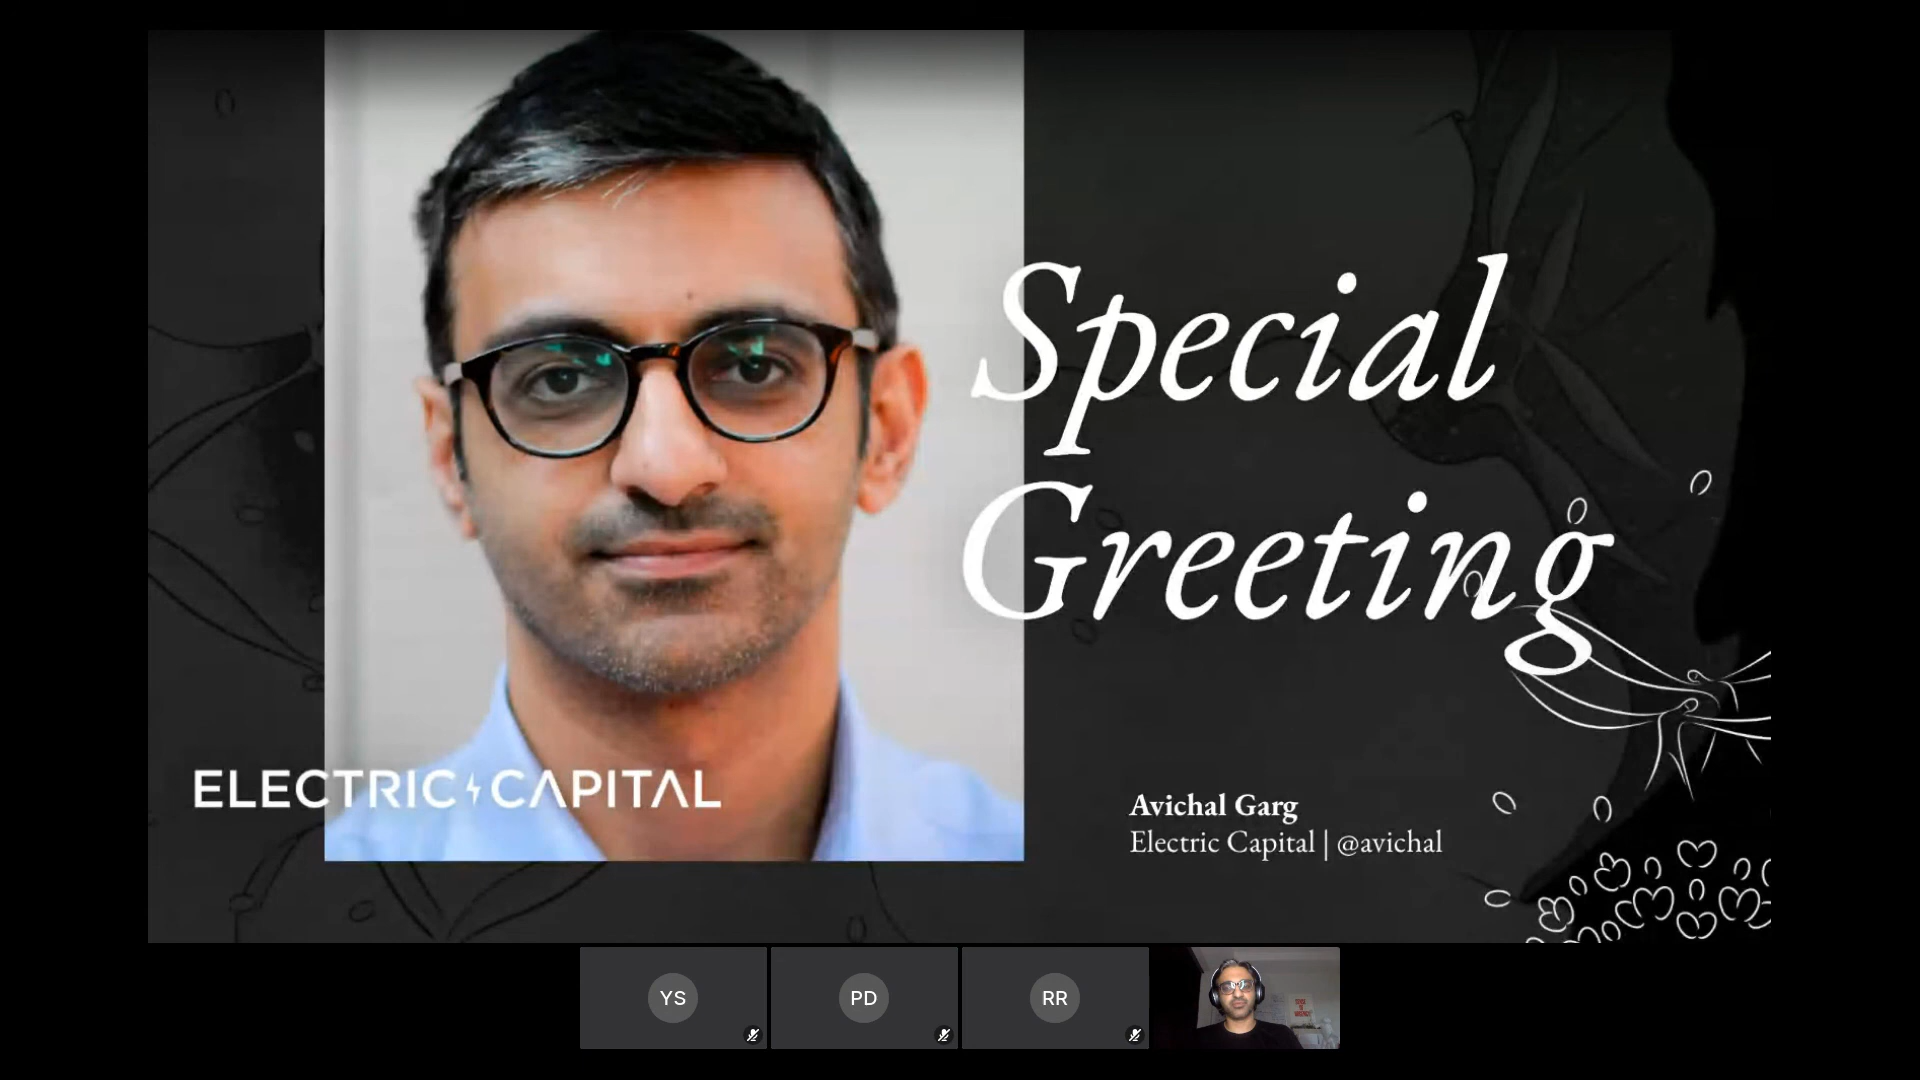 Special
Greeting
ELECTRIC CAPITAL
Avichal Garg
Electric Capital | @avichal
YS
PD
RR